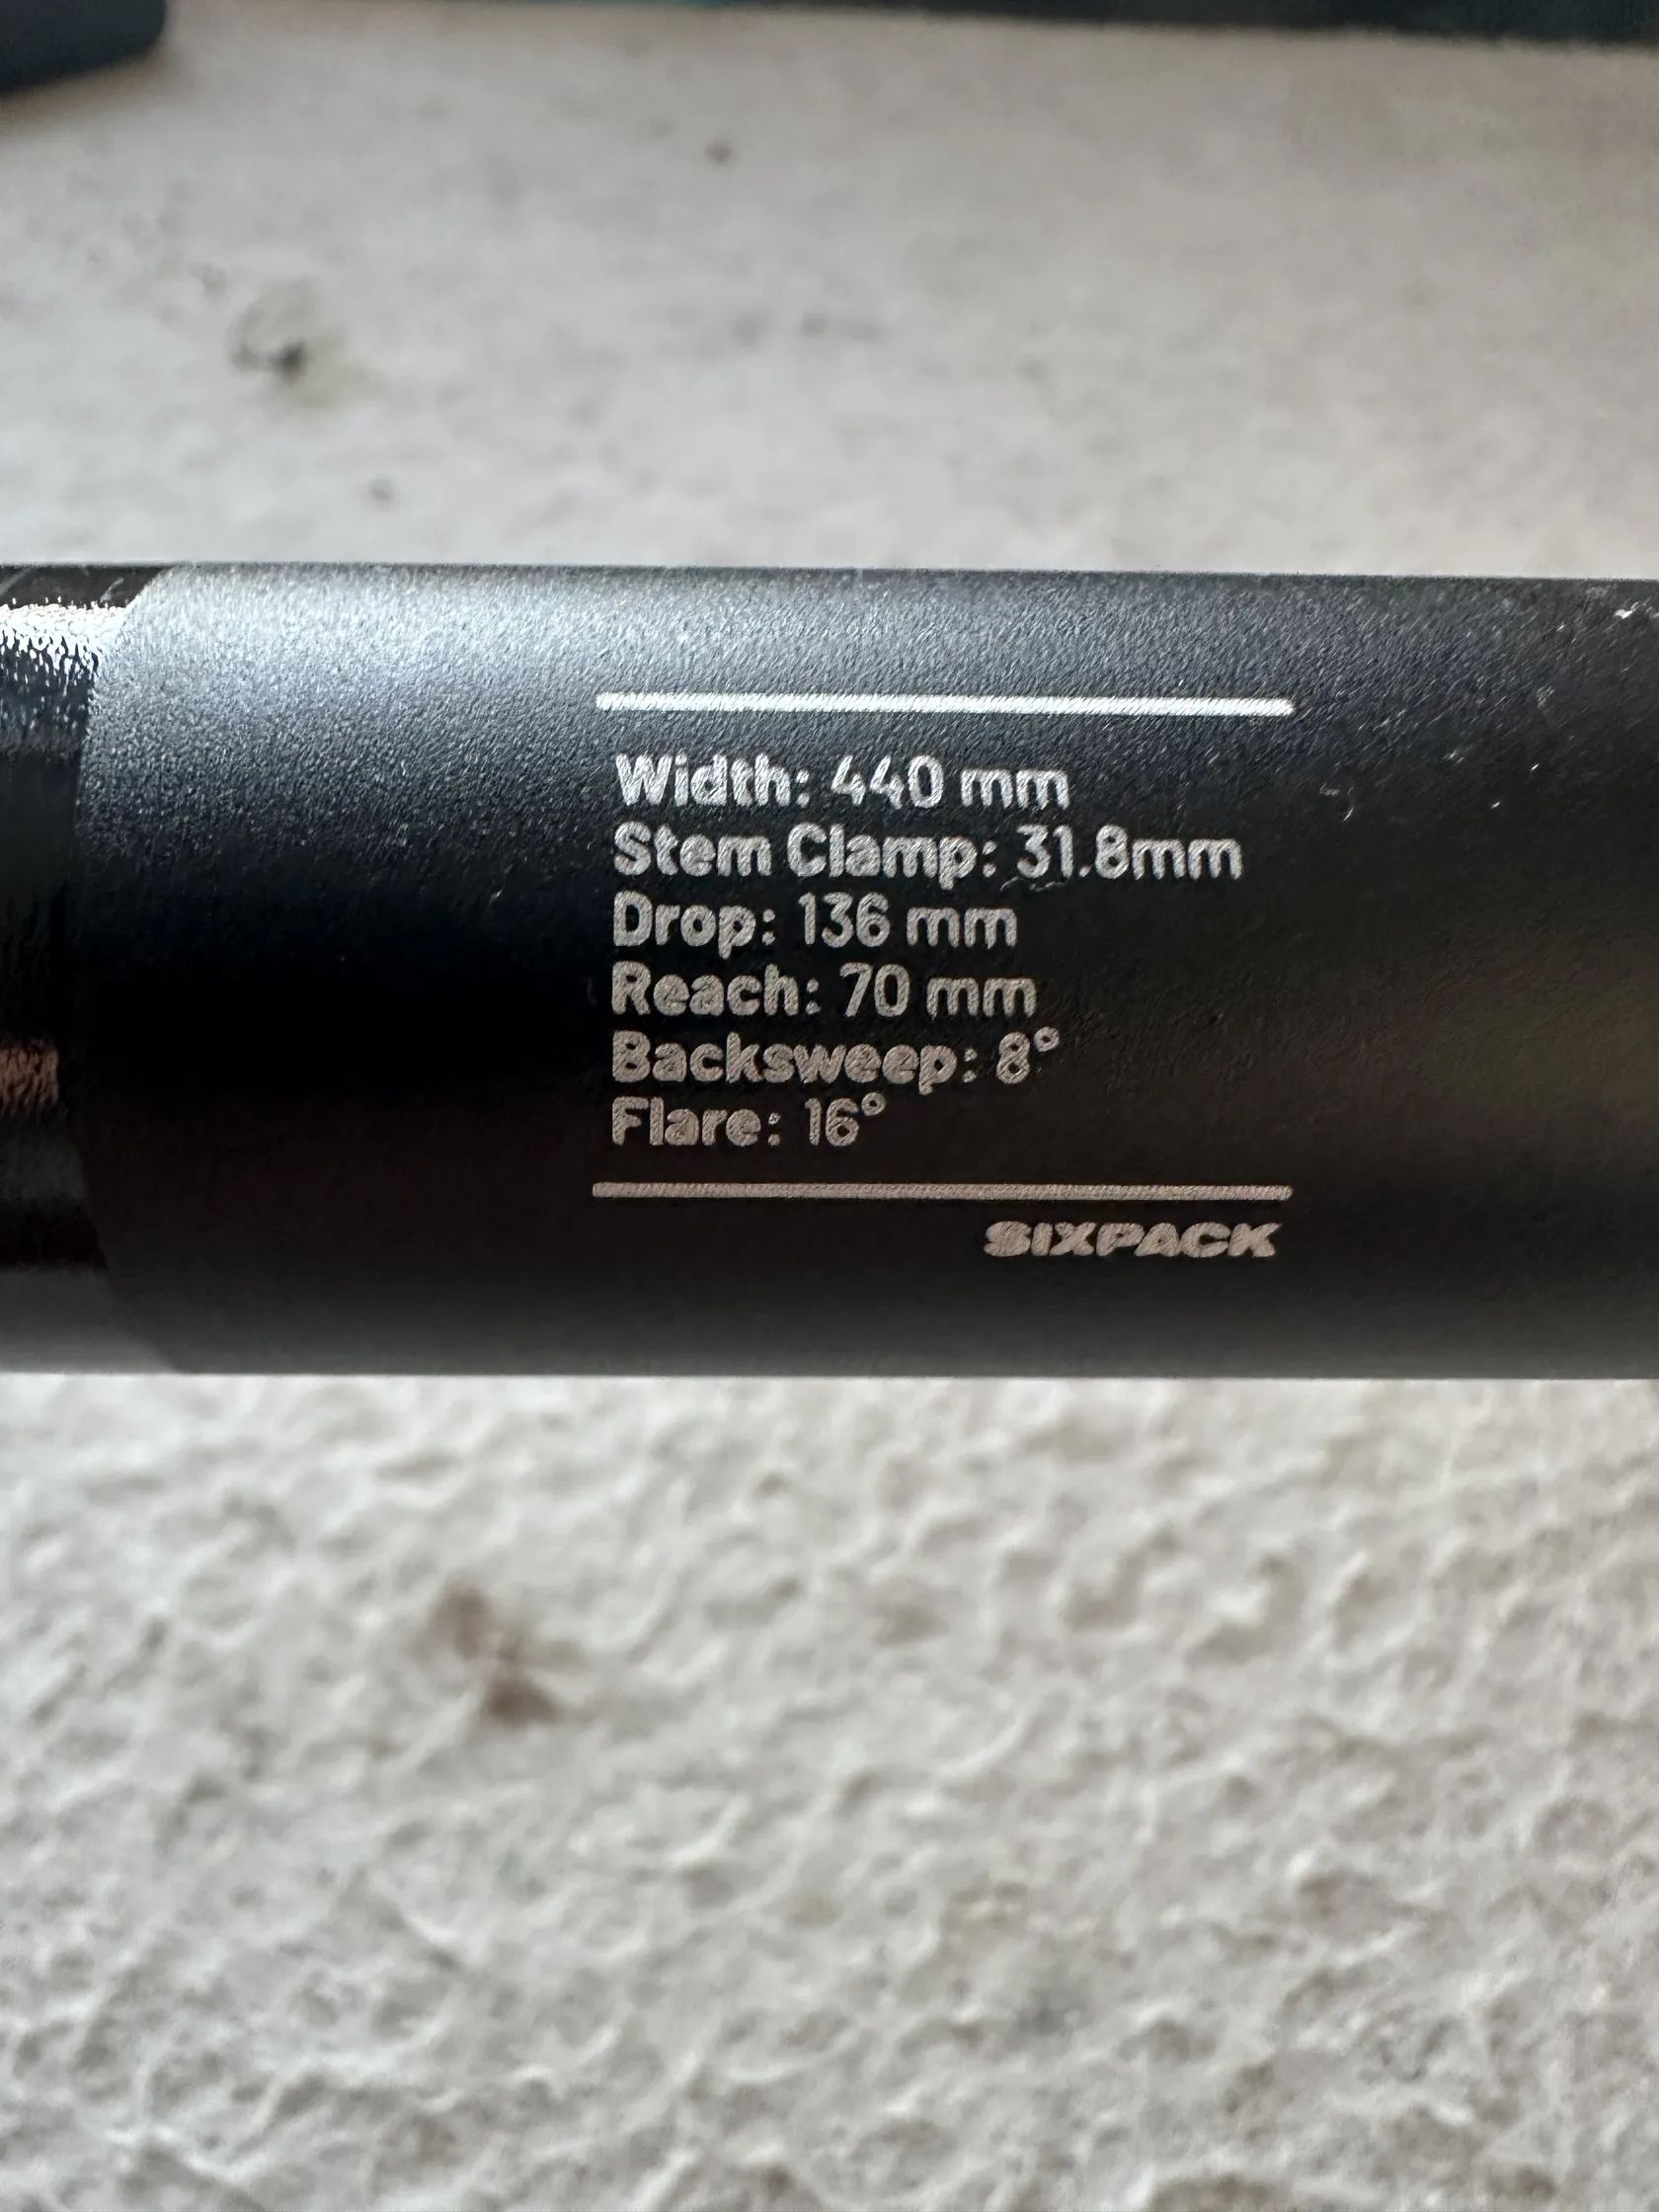 Width: 440 mm
Stem Clamp: 31.8mm
Drop: 136 mm
Reach: 70 mm
Backsweep: 8°
Flare: 16°
SIXPACK